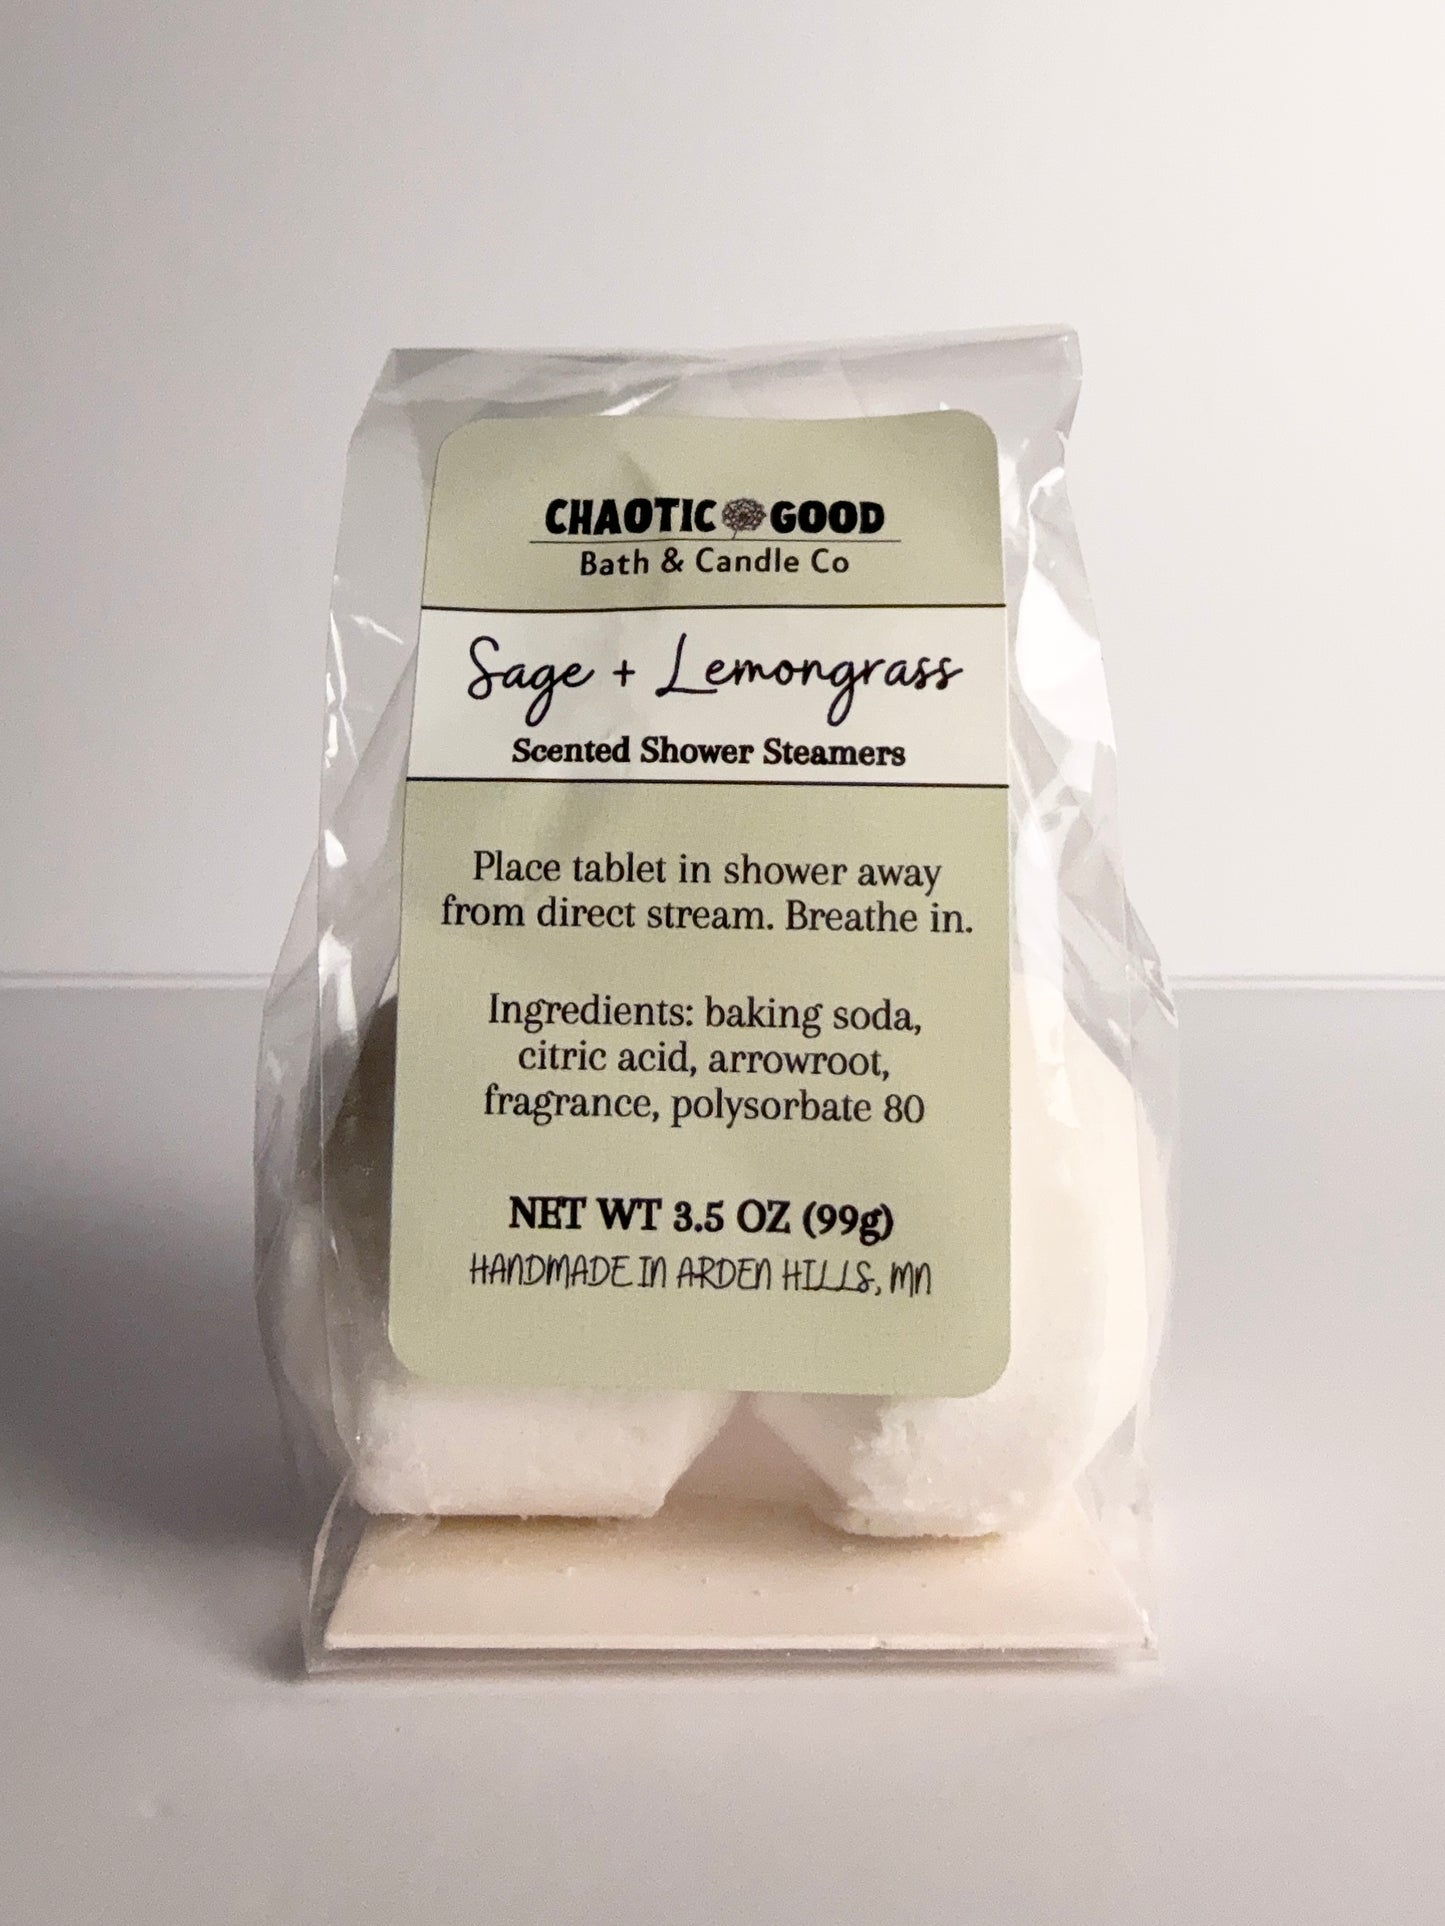 CHAOTIC GOOD
Bath & Candle Co
Sage + Lemongrass
Scented Shower Steamers
Place tablet in shower away
from direct stream. Breathe in.
Ingredients: baking soda,
citric acid, arrowroot,
fragrance, polysorbate 80
NET WT 3.5 OZ (99g)
HANDMADE IN ARDEN HILLS, MN